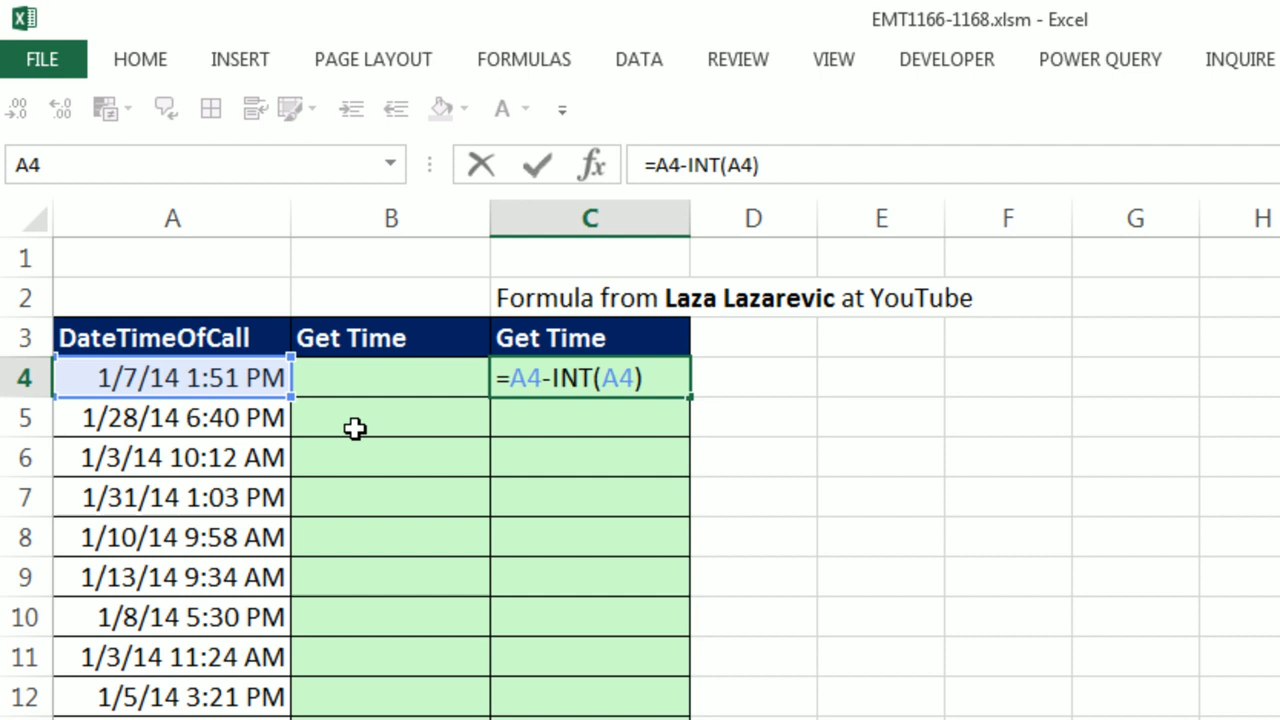 EMT1166-1168.xlsm - Excel
FILE HOME INSERT PAGE LAYOUT FORMULAS DATA REVIEW VIEW DEVELOPER POWER QUERY INQUIRE
.00 →.0 ←.0 .00 A
A4 fx =A4-INT(A4)
A B C D E F G H
1
2 Formula from Laza Lazarevic at YouTube
3 DateTimeOfCall Get Time Get Time
4 1/7/14 1:51 PM =A4-INT(A4)
5 1/28/14 6:40 PM
6 1/3/14 10:12 AM
7 1/31/14 1:03 PM
8 1/10/14 9:58 AM
9 1/13/14 9:34 AM
10 1/8/14 5:30 PM
11 1/3/14 11:24 AM
12 1/5/14 3:21 PM